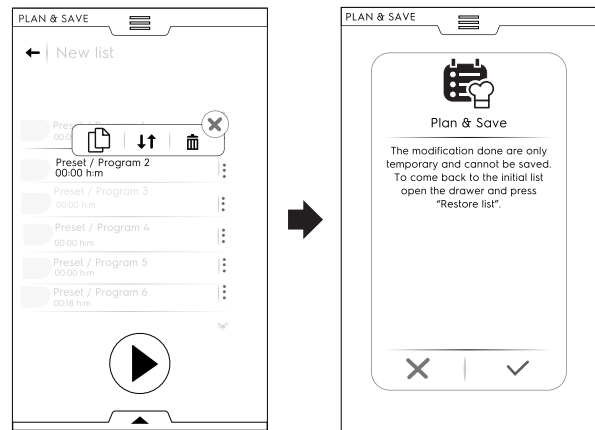 PLAN & SAVE
New list
Preset / Program 2
00:00 h:m
Preset / Program 3
00:00 h:m
Preset / Program 4
00:00 h:m
Preset / Program 5
00:00 h:m
Preset / Program 6
00:18 h:m
PLAN & SAVE
Plan & Save
The modification done are only
temporary and cannot be saved.
To come back to the initial list
open the drawer and press
"Restore list".